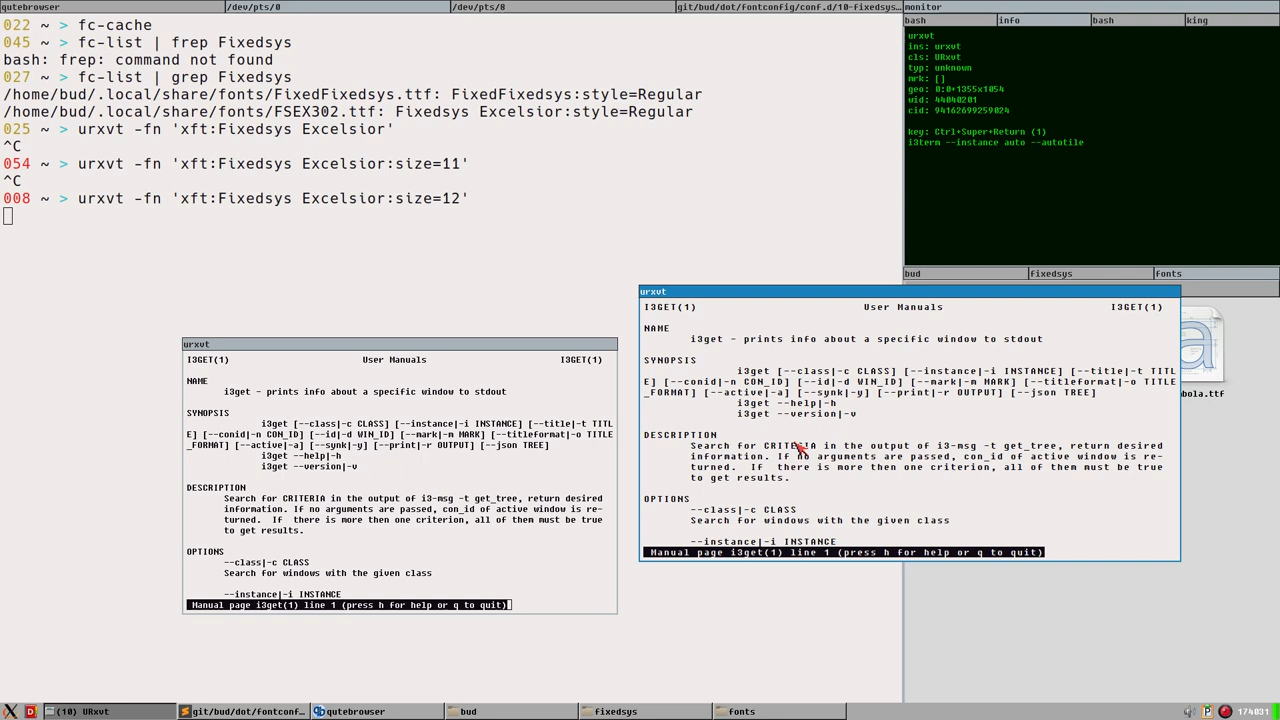 qutebrowser /dev/pts/0 /dev/pts/8 git/bud/dot/fontconfig/conf.d/10-fixedsys...
022 ~ > fc-cache
045 ~ > fc-list | frep Fixedsys
bash: frep: command not found
027 ~ > fc-list | grep Fixedsys
/home/bud/.local/share/fonts/FixedFixedsys.ttf: FixedFixedsys:style=Regular
/home/bud/.local/share/fonts/FSEX302.ttf: Fixedsys Excelsior:style=Regular
025 ~ > urxvt -fn 'xft:Fixedsys Excelsior'
^C
054 ~ > urxvt -fn 'xft:Fixedsys Excelsior:size=11'
^C
008 ~ > urxvt -fn 'xft:Fixedsys Excelsior:size=12'
monitor
bash info bash king
urxvt
ins: urxvt
cls: URxvt
typ: unknown
mrk: []
geo: 0:0+1355x1054
wid: 44040201
cid: 94162699259024
key: Ctrl+Super+Return (1)
i3term --instance auto --autotile
bud fixedsys fonts
bola.ttf
urxvt
I3GET(1) User Manuals I3GET(1)
NAME
i3get - prints info about a specific window to stdout
SYNOPSIS
i3get [--class|-c CLASS] [--instance|-i INSTANCE] [--title|-t TITL
E] [--conid|-n CON_ID] [--id|-d WIN_ID] [--mark|-m MARK] [--titleformat|-o TITLE
_FORMAT] [--active|-a] [--synk|-y] [--print|-r OUTPUT] [--json TREE]
i3get --help|-h
i3get --version|-v
DESCRIPTION
Search for CRITERIA in the output of i3-msg -t get_tree, return desired
information. If no arguments are passed, con_id of active window is re-
turned. If there is more then one criterion, all of them must be true
to get results.
OPTIONS
--class|-c CLASS
Search for windows with the given class
--instance|-i INSTANCE
Manual page i3get(1) line 1 (press h for help or q to quit)
urxvt
I3GET(1) User Manuals I3GET(1)
NAME
i3get - prints info about a specific window to stdout
SYNOPSIS
i3get [--class|-c CLASS] [--instance|-i INSTANCE] [--title|-t TITL
E] [--conid|-n CON_ID] [--id|-d WIN_ID] [--mark|-m MARK] [--titleformat|-o TITLE
_FORMAT] [--active|-a] [--synk|-y] [--print|-r OUTPUT] [--json TREE]
i3get --help|-h
i3get --version|-v
DESCRIPTION
Search for CRITERIA in the output of i3-msg -t get_tree, return desired
information. If no arguments are passed, con_id of active window is re-
turned. If there is more then one criterion, all of them must be true
to get results.
OPTIONS
--class|-c CLASS
Search for windows with the given class
--instance|-i INSTANCE
Manual page i3get(1) line 1 (press h for help or q to quit)
(10) URxvt git/bud/dot/fontconf... qutebrowser bud fixedsys fonts 174031